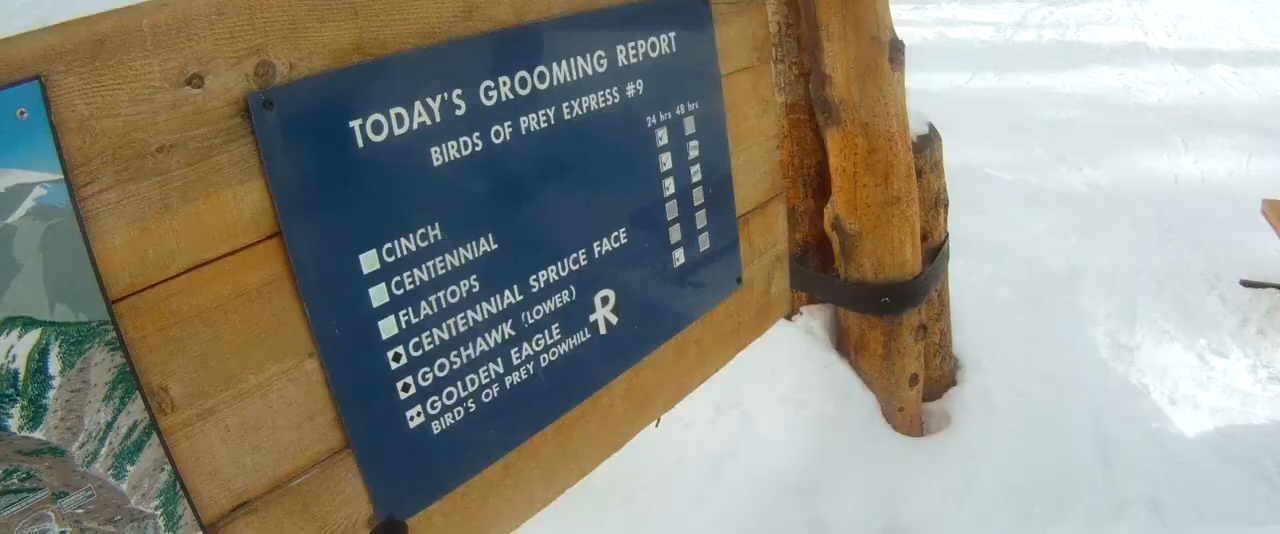 TODAY'S GROOMING REPORT
BIRDS OF PREY EXPRESS #9
24 hrs 48 hrs
CINCH
CENTENNIAL
FLATTOPS
CENTENNIAL SPRUCE FACE
GOSHAWK (LOWER)
GOLDEN EAGLE
BIRD'S OF PREY DOWHILL